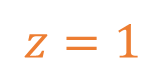 z = 1